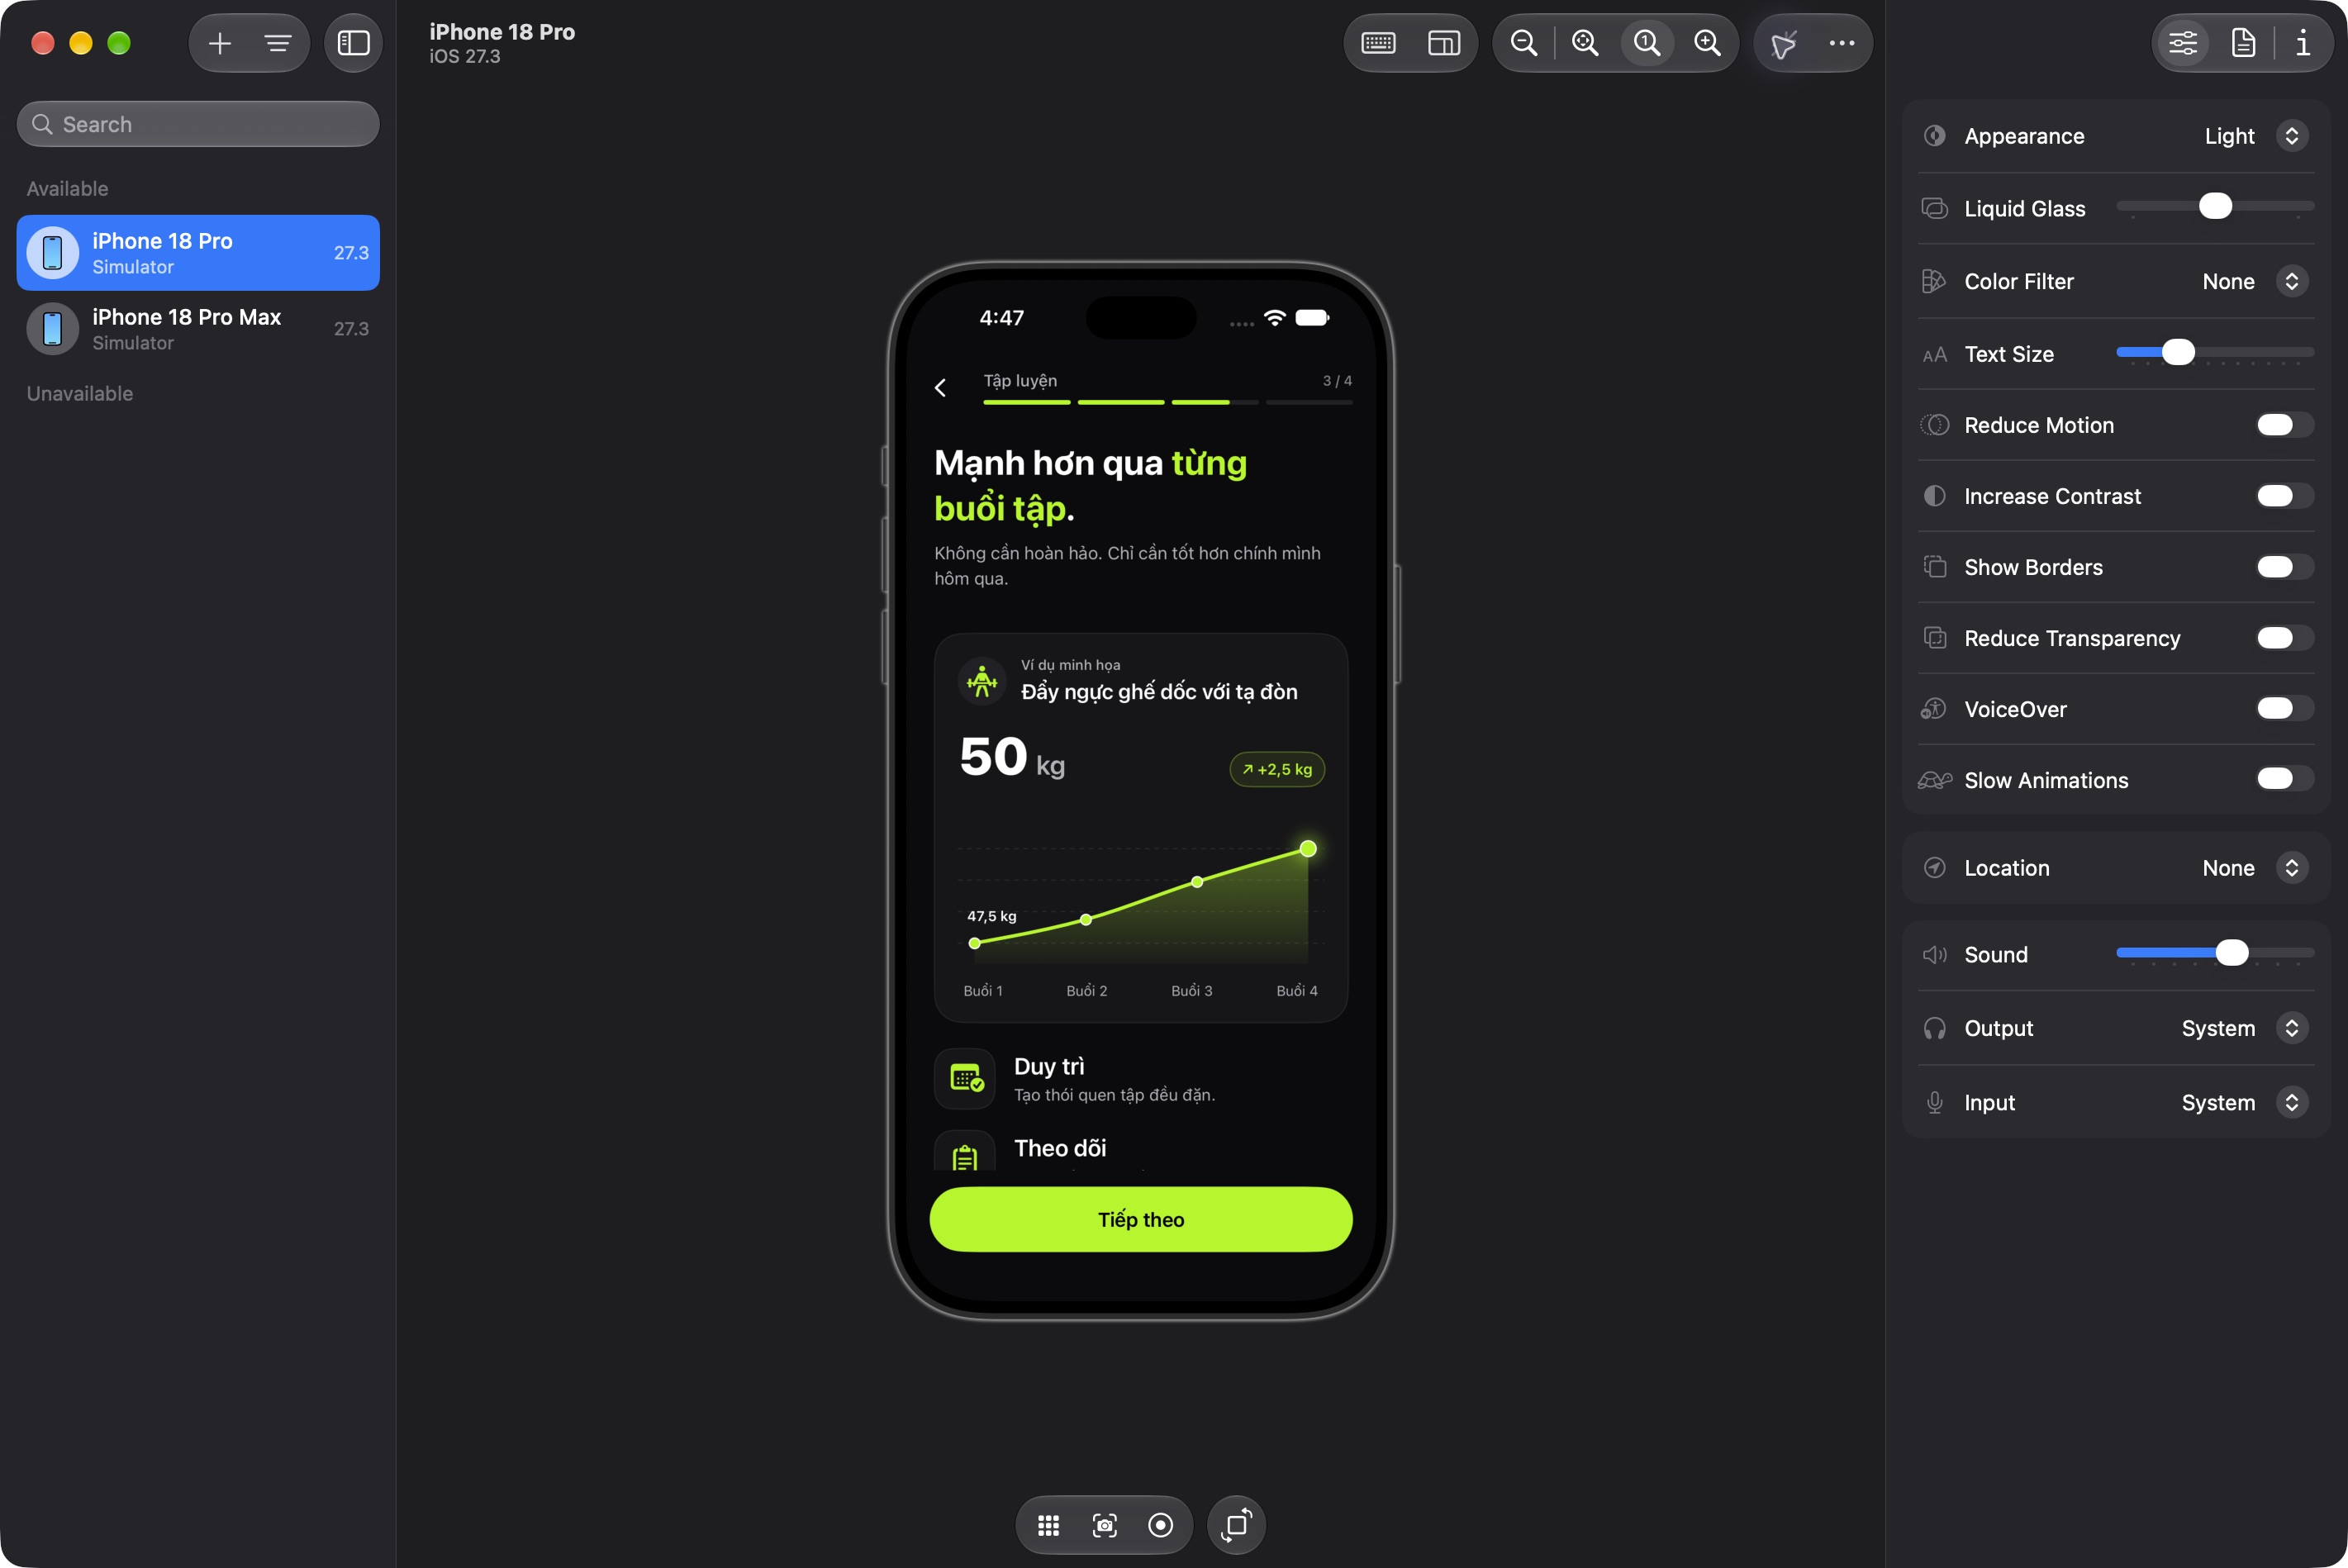 iPhone 18 Pro
iOS 27.3
Search
Available
iPhone 18 Pro
Simulator
27.3
iPhone 18 Pro Max
Simulator
27.3
Unavailable
4:47
Tập luyện
3 / 4
Mạnh hơn qua từng
buổi tập.
Không cần hoàn hảo. Chỉ cần tốt hơn chính mình
hôm qua.
Ví dụ minh họa
Đẩy ngực ghế dốc với tạ đòn
50 kg
+2,5 kg
47,5 kg
Buổi 1
Buổi 2
Buổi 3
Buổi 4
Duy trì
Tạo thói quen tập đều đặn.
Theo dõi
Tiếp theo
Appearance
Light
Liquid Glass
Color Filter
None
Text Size
Reduce Motion
Increase Contrast
Show Borders
Reduce Transparency
VoiceOver
Slow Animations
Location
None
Sound
Output
System
Input
System